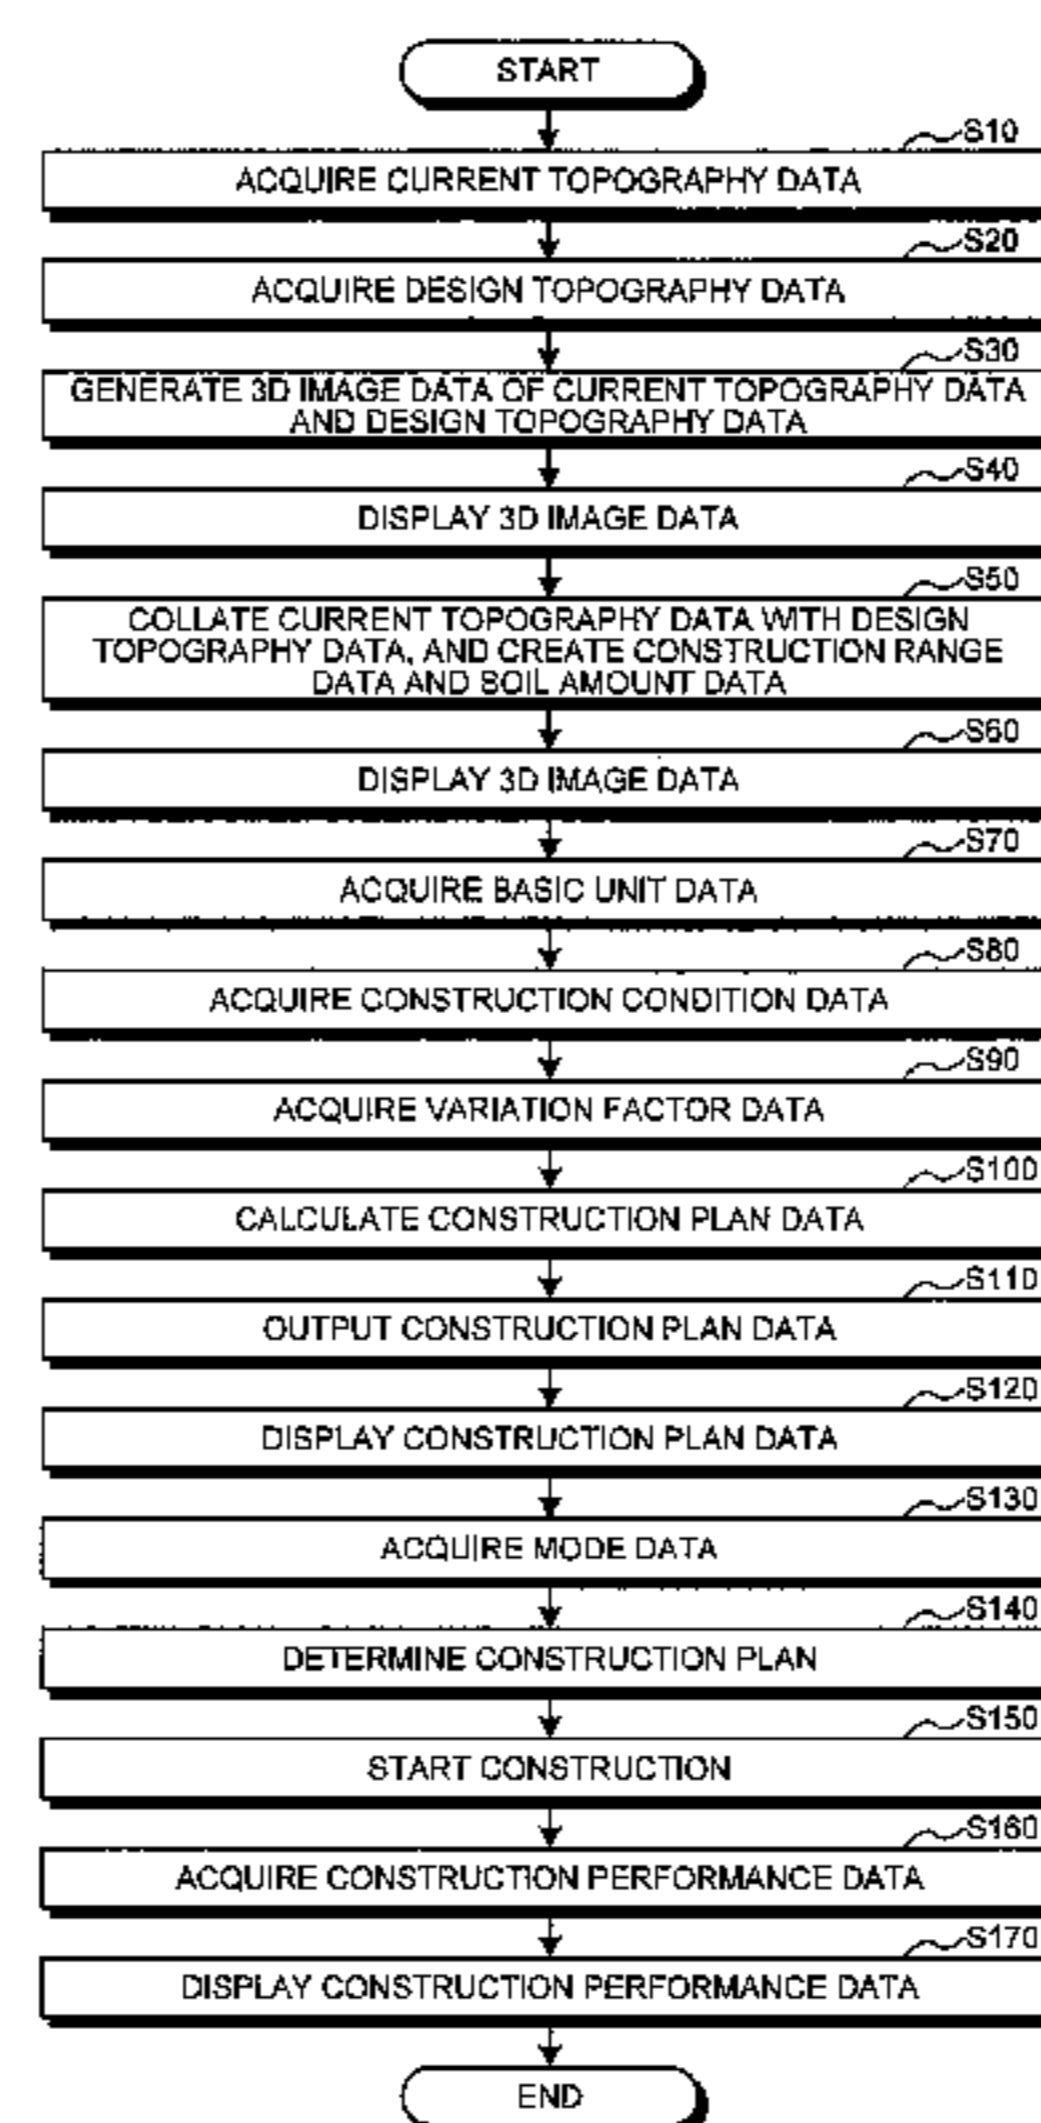 START
S10
ACQUIRE CURRENT TOPOGRAPHY DATA
S20
ACQUIRE DESIGN TOPOGRAPHY DATA
S30
GENERATE 3D IMAGE DATA OF CURRENT TOPOGRAPHY DATA
AND DESIGN TOPOGRAPHY DATA
S40
DISPLAY 3D IMAGE DATA
S50
COLLATE CURRENT TOPOGRAPHY DATA WITH DESIGN
TOPOGRAPHY DATA, AND CREATE CONSTRUCTION RANGE
DATA AND SOIL AMOUNT DATA
S60
DISPLAY 3D IMAGE DATA
S70
ACQUIRE BASIC UNIT DATA
S80
ACQUIRE CONSTRUCTION CONDITION DATA
S90
ACQUIRE VARIATION FACTOR DATA
S100
CALCULATE CONSTRUCTION PLAN DATA
S110
OUTPUT CONSTRUCTION PLAN DATA
S120
DISPLAY CONSTRUCTION PLAN DATA
S130
ACQUIRE MODE DATA
S140
DETERMINE CONSTRUCTION PLAN
S150
START CONSTRUCTION
S160
ACQUIRE CONSTRUCTION PERFORMANCE DATA
S170
DISPLAY CONSTRUCTION PERFORMANCE DATA
END